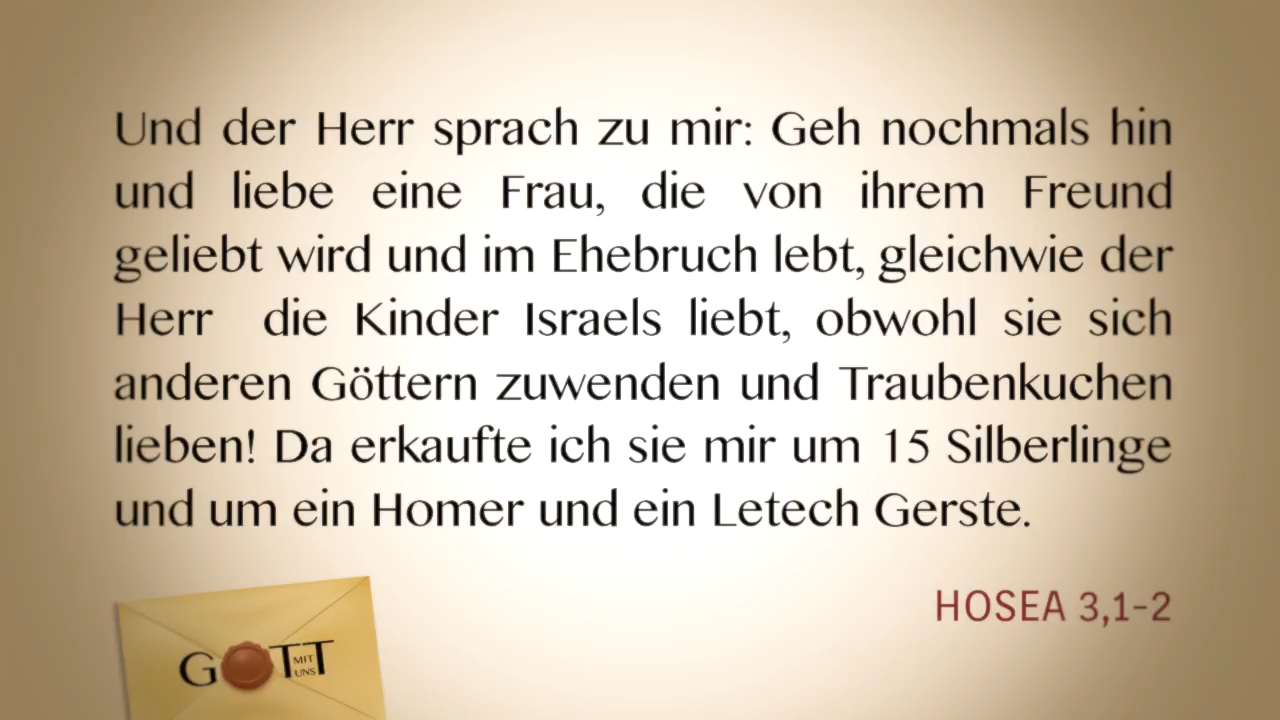 Und der Herr sprach zu mir: Geh nochmals hin
und liebe eine Frau, die von ihrem Freund
geliebt wird und im Ehebruch lebt, gleichwie der
Herr die Kinder Israels liebt, obwohl sie sich
anderen Göttern zuwenden und Traubenkuchen
lieben! Da erkaufte ich sie mir um 15 Silberlinge
und um ein Homer und ein Letech Gerste.
HOSEA 3,1-2
GOTT
MIT
UNS